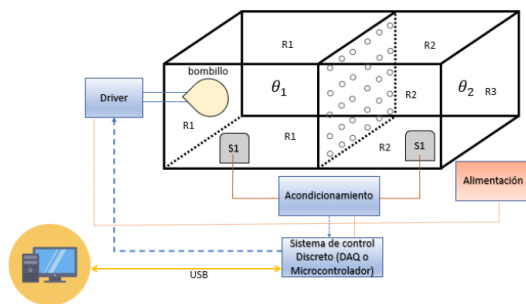 R1
R2
bombillo
Driver
θ₁
R2
θ₂
R3
R1
R1
R2
S1
S1
Alimentación
Acondicionamiento
Sistema de control
Discreto (DAQ o
Microcontrolador)
USB